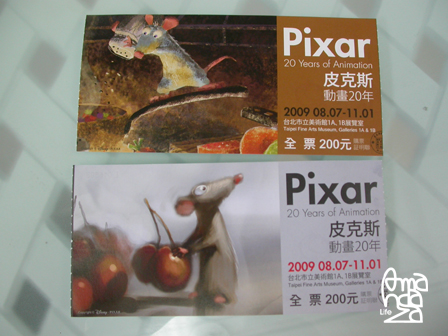 Pixar
20 Years of Animation
皮克斯
動畫20年
2009 08.07-11.01
台北市立美術館1A, 1B展覽室
Taipei Fine Arts Museum, Galleries 1A & 1B
全 票 200元
Pixar
20 Years of Animation
皮克斯
動畫20年
2009 08.07-11.01
台北市立美術館1A, 1B展覽室
Taipei Fine Arts Museum, Galleries 1A & 1B
全 票 200元
Life